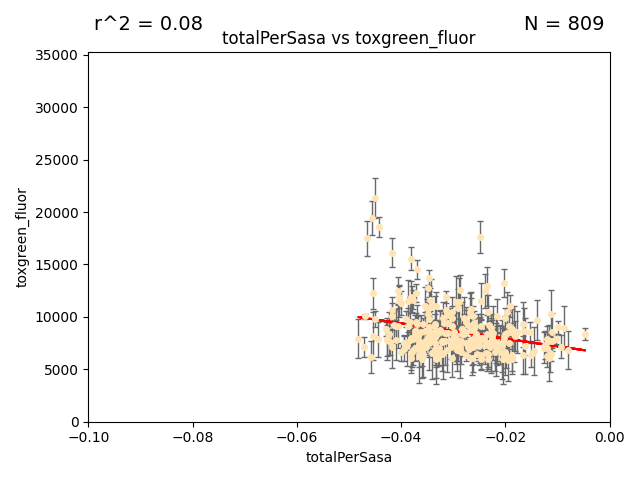 r^2 = 0.08
N = 809
totalPerSasa vs toxgreen_fluor
toxgreen_fluor
35000
30000
25000
20000
15000
10000
5000
0
−0.10
−0.08
−0.06
−0.04
−0.02
0.00
totalPerSasa